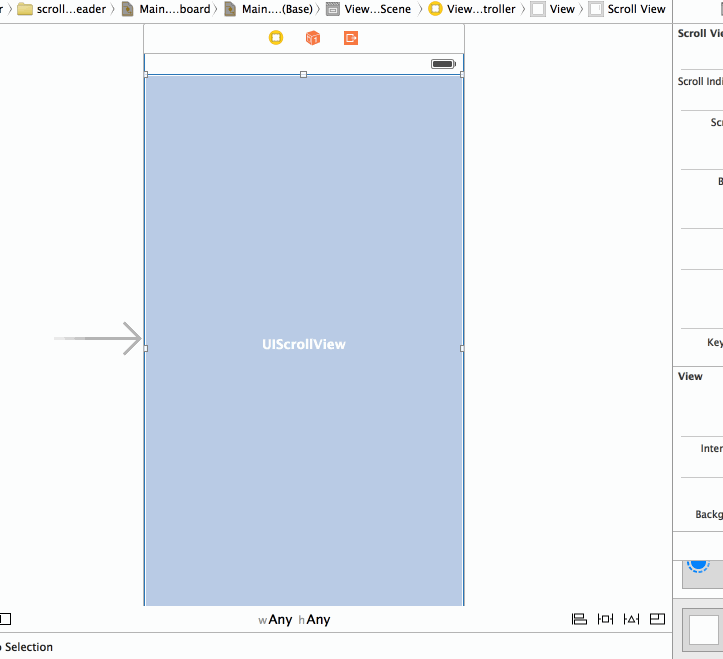 r scroll...eader Main....board Main....(Base) View...Scene View...troller View Scroll View
Scroll Vie
Scroll Indi
Scr
B
UIScrollView
Key
View
Inter
Backg
wAny hAny
Selection